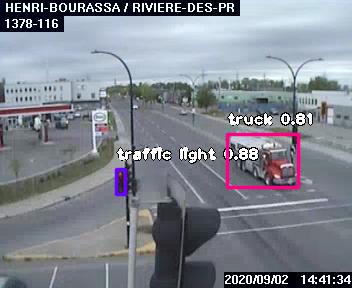 HENRI-BOURASSA / RIVIERE-DES-PR
1378-116
truck 0.81
traffic light 0.88
2020/09/02 14:41:34